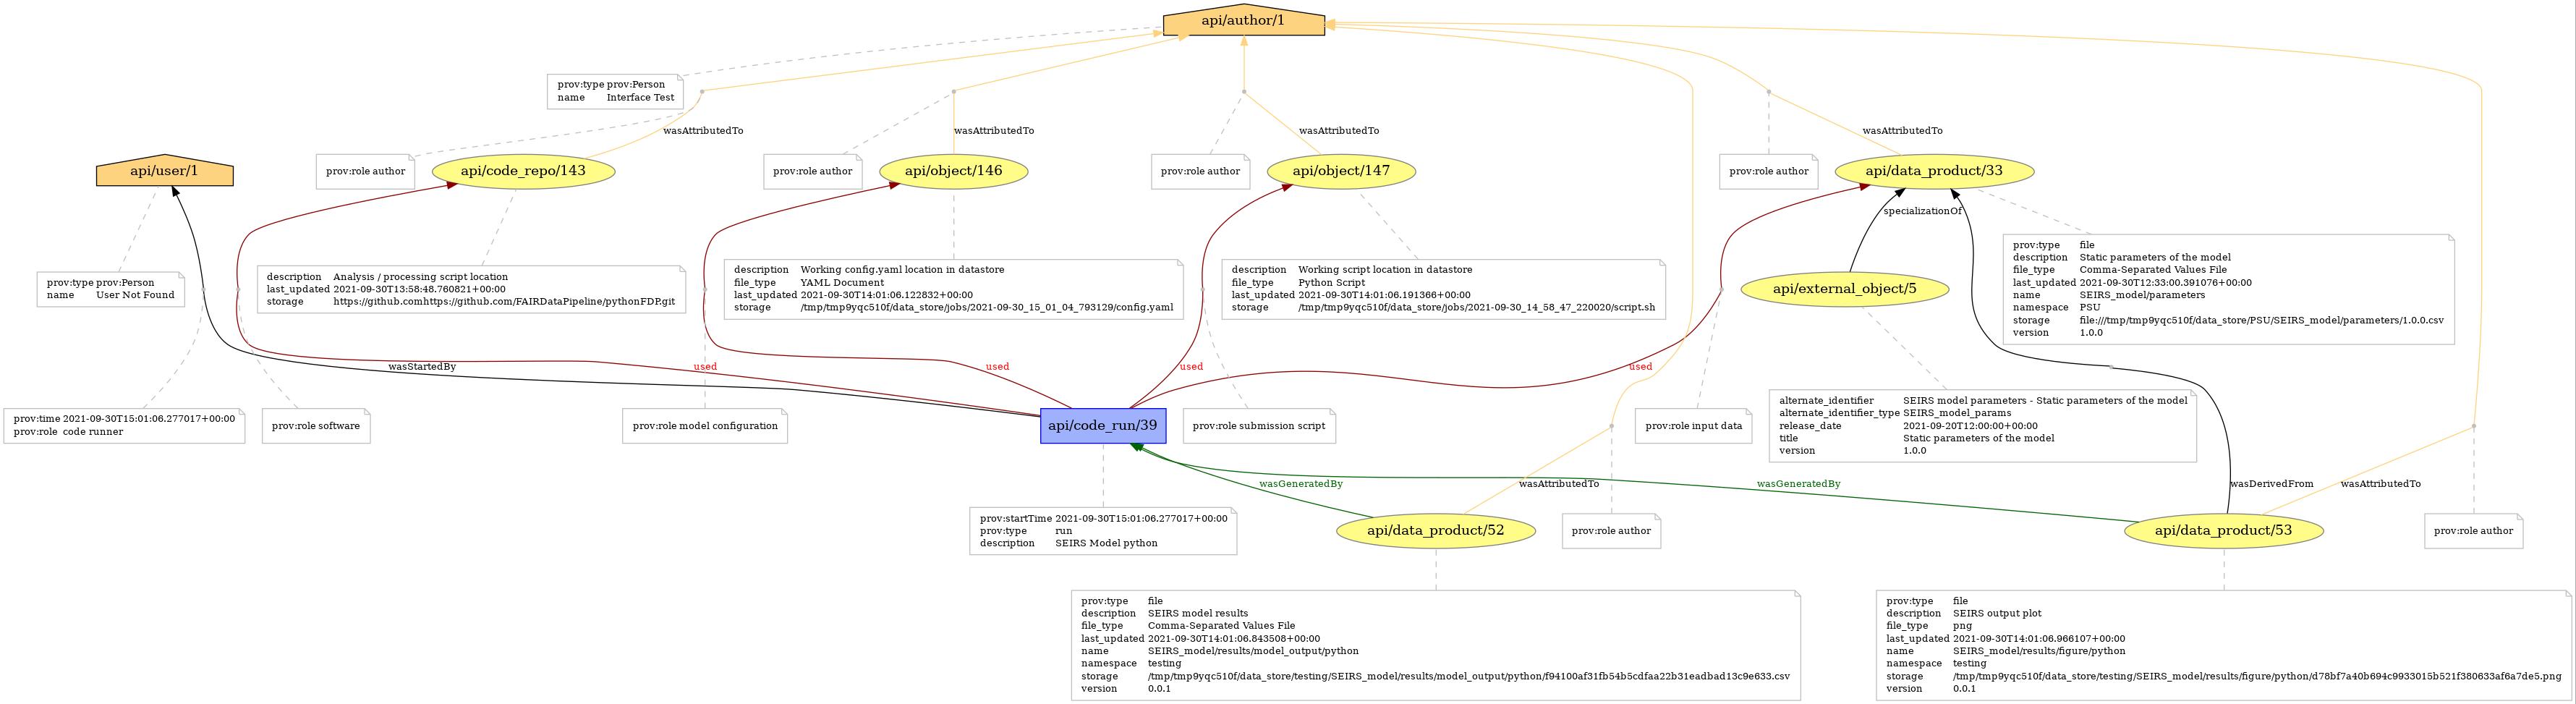 api/author/1
prov:type prov:Person
name Interface Test
wasAttributedTo
wasAttributedTo
wasAttributedTo
wasAttributedTo
api/user/1
prov:role author
api/code_repo/143
prov:role author
api/object/146
prov:role author
api/object/147
prov:role author
api/data_product/33
specializationOf
prov:type prov:Person
name User Not Found
description Analysis / processing script location
last_updated 2021-09-30T13:58:48.760821+00:00
storage https://github.comhttps://github.com/FAIRDataPipeline/pythonFDP.git
description Working config.yaml location in datastore
file_type YAML Document
last_updated 2021-09-30T14:01:06.122832+00:00
storage /tmp/tmp9yqc510f/data_store/jobs/2021-09-30_15_01_04_793129/config.yaml
description Working script location in datastore
file_type Python Script
last_updated 2021-09-30T14:01:06.191366+00:00
storage /tmp/tmp9yqc510f/data_store/jobs/2021-09-30_14_58_47_220020/script.sh
api/external_object/5
prov:type file
description Static parameters of the model
file_type Comma-Separated Values File
last_updated 2021-09-30T12:33:00.391076+00:00
name SEIRS_model/parameters
namespace PSU
storage file:///tmp/tmp9yqc510f/data_store/PSU/SEIRS_model/parameters/1.0.0.csv
version 1.0.0
wasStartedBy
used
used
used
used
prov:time 2021-09-30T15:01:06.277017+00:00
prov:role code runner
prov:role software
prov:role model configuration
api/code_run/39
prov:role submission script
prov:role input data
alternate_identifier SEIRS model parameters - Static parameters of the model
alternate_identifier_type SEIRS_model_params
release_date 2021-09-20T12:00:00+00:00
title Static parameters of the model
version 1.0.0
wasGeneratedBy
wasAttributedTo
wasGeneratedBy
wasDerivedFrom
wasAttributedTo
prov:startTime 2021-09-30T15:01:06.277017+00:00
prov:type run
description SEIRS Model python
api/data_product/52
prov:role author
api/data_product/53
prov:role author
prov:type file
description SEIRS model results
file_type Comma-Separated Values File
last_updated 2021-09-30T14:01:06.843508+00:00
name SEIRS_model/results/model_output/python
namespace testing
storage /tmp/tmp9yqc510f/data_store/testing/SEIRS_model/results/model_output/python/f94100af31fb54b5cdfaa22b31eadbad13c9e633.csv
version 0.0.1
prov:type file
description SEIRS output plot
file_type png
last_updated 2021-09-30T14:01:06.966107+00:00
name SEIRS_model/results/figure/python
namespace testing
storage /tmp/tmp9yqc510f/data_store/testing/SEIRS_model/results/figure/python/d78bf7a40b694c9933015b521f380633af6a7de5.png
version 0.0.1